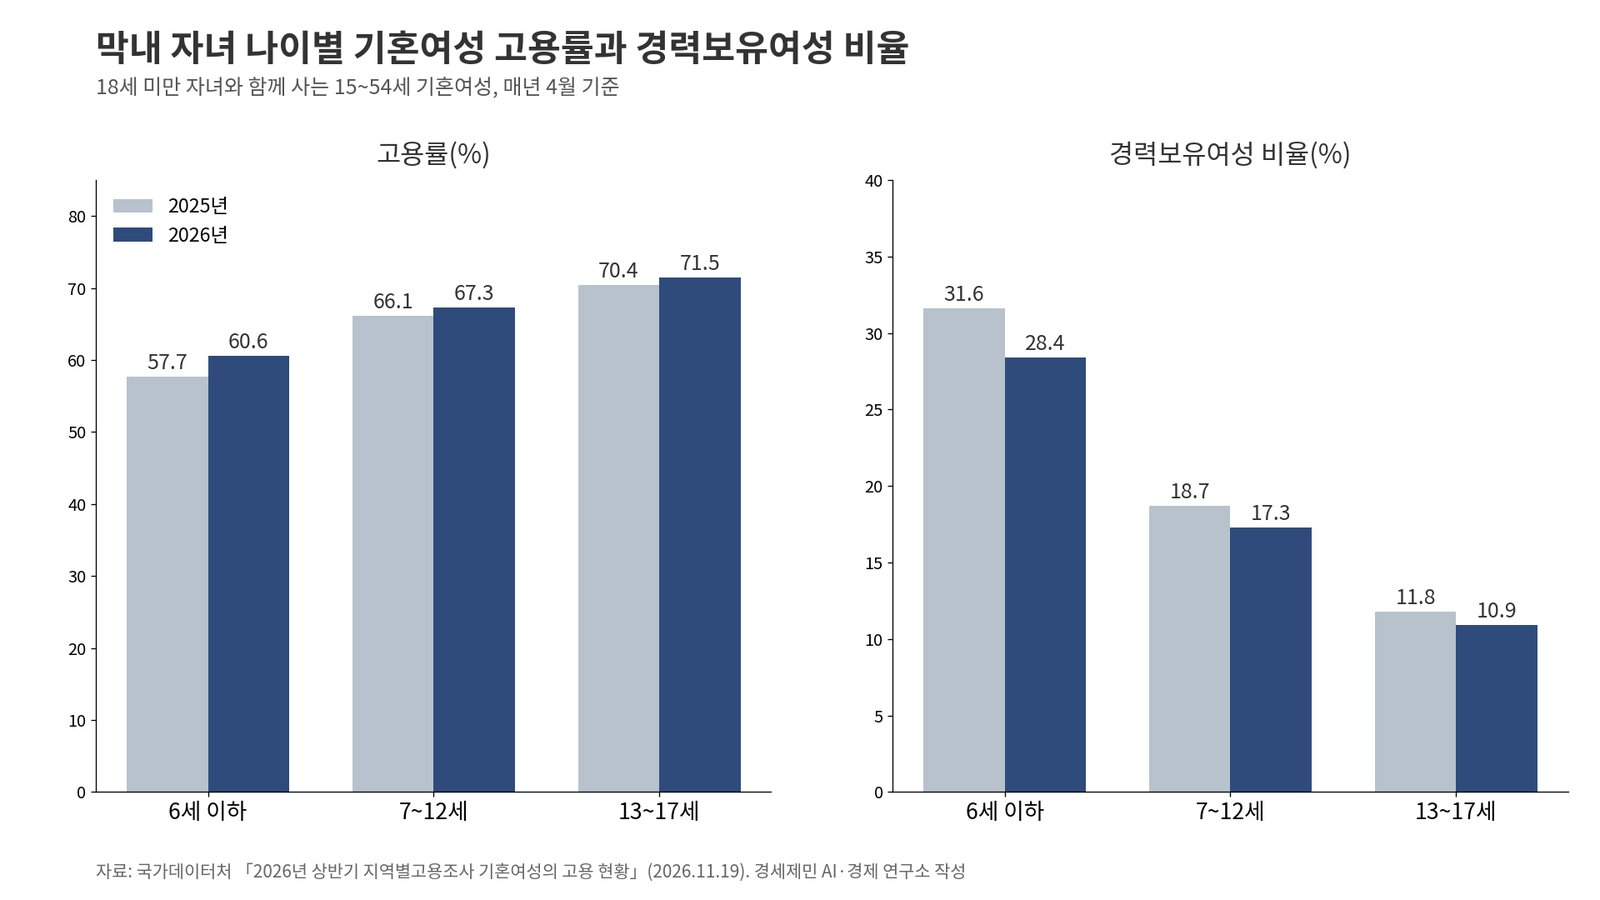 막내 자녀 나이별 기혼여성 고용률과 경력보유여성 비율
18세 미만 자녀와 함께 사는 15~54세 기혼여성, 매년 4월 기준
고용률(%)
2025년
2026년
80
70
60
50
40
30
20
10
0
57.7
60.6
66.1
67.3
70.4
71.5
6세 이하
7~12세
13~17세
경력보유여성 비율(%)
40
35
30
25
20
15
10
5
0
31.6
28.4
18.7
17.3
11.8
10.9
6세 이하
7~12세
13~17세
자료: 국가데이터처 「2026년 상반기 지역별고용조사 기혼여성의 고용 현황」(2026.11.19). 경세제민 AI·경제 연구소 작성